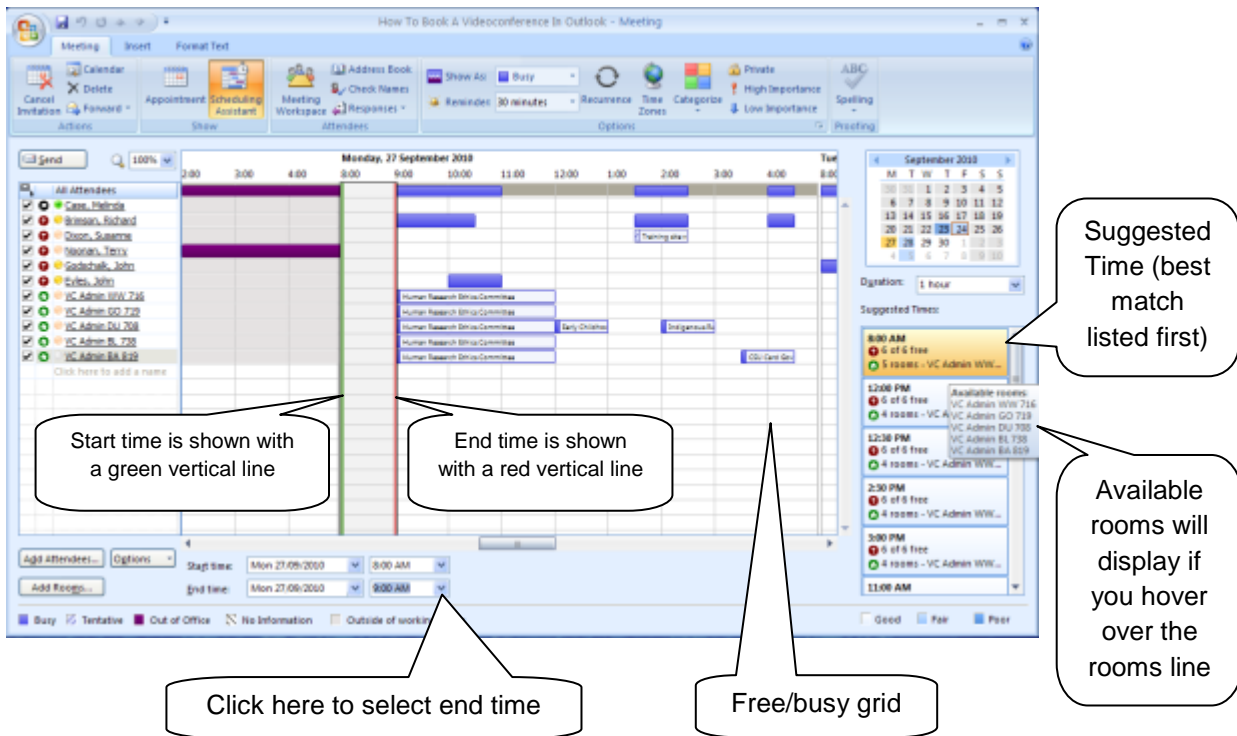 How To Book A Videoconference In Outlook - Meeting
Meeting Insert Format Text
Cancel Invitation
Calendar
Delete
Forward
Actions
Appointment
Scheduling Assistant
Show
Meeting Workspace
Address Book
Check Names
Responses
Attendees
Show As: Busy
Reminder: 30 minutes
Recurrence
Time Zones
Categorize
Private
High Importance
Low Importance
Options
ABC
Spelling
Proofing
Send 100%
Monday, 27 September 2010 Tue
2:00 3:00 4:00 8:00 9:00 10:00 11:00 12:00 1:00 2:00 3:00 4:00 8:00
All Attendees
Case, Melinda
Brimson, Richard
Dixon, Susanne
Noonan, Terry
Godschalk, John
Eyles, John
VC Admin WW 716
VC Admin GO 719
VC Admin DU 708
VC Admin BL 738
VC Admin BA 819
Click here to add a name
Training
Human Research Ethics Committee
Human Research Ethics Committee
Human Research Ethics Committee
Early Childhoo
Indigenous
Human Research Ethics Committee
Human Research Ethics Committee
CSU Cent Gov
September 2010
M T W T F S S
30 31 1 2 3 4 5
6 7 8 9 10 11 12
13 14 15 16 17 18 19
20 21 22 23 24 25 26
27 28 29 30 1 2 3
4 5 6 7 8 9 10
Duration: 1 hour
Suggested Times:
8:00 AM
6 of 6 free
5 rooms - VC Admin WW...
12:00 PM
6 of 6 free
4 rooms - VC A
12:30 PM
6 of 6 free
4 rooms - VC Admin WW...
2:30 PM
6 of 6 free
4 rooms - VC Admin WW...
3:00 PM
6 of 6 free
4 rooms - VC Admin WW...
11:00 AM
Available rooms
VC Admin WW 716
VC Admin GO 719
VC Admin DU 708
VC Admin BL 738
VC Admin BA 819
Start time is shown with
a green vertical line
End time is shown
with a red vertical line
Suggested
Time (best
match
listed first)
Available
rooms will
display if
you hover
over the
rooms line
Add Attendees... Options
Start time: Mon 27/09/2010 8:00 AM
Add Rooms...
End time: Mon 27/09/2010 9:00 AM
Busy Tentative Out of Office No Information Outside of workin
Good Fair Poor
Click here to select end time
Free/busy grid